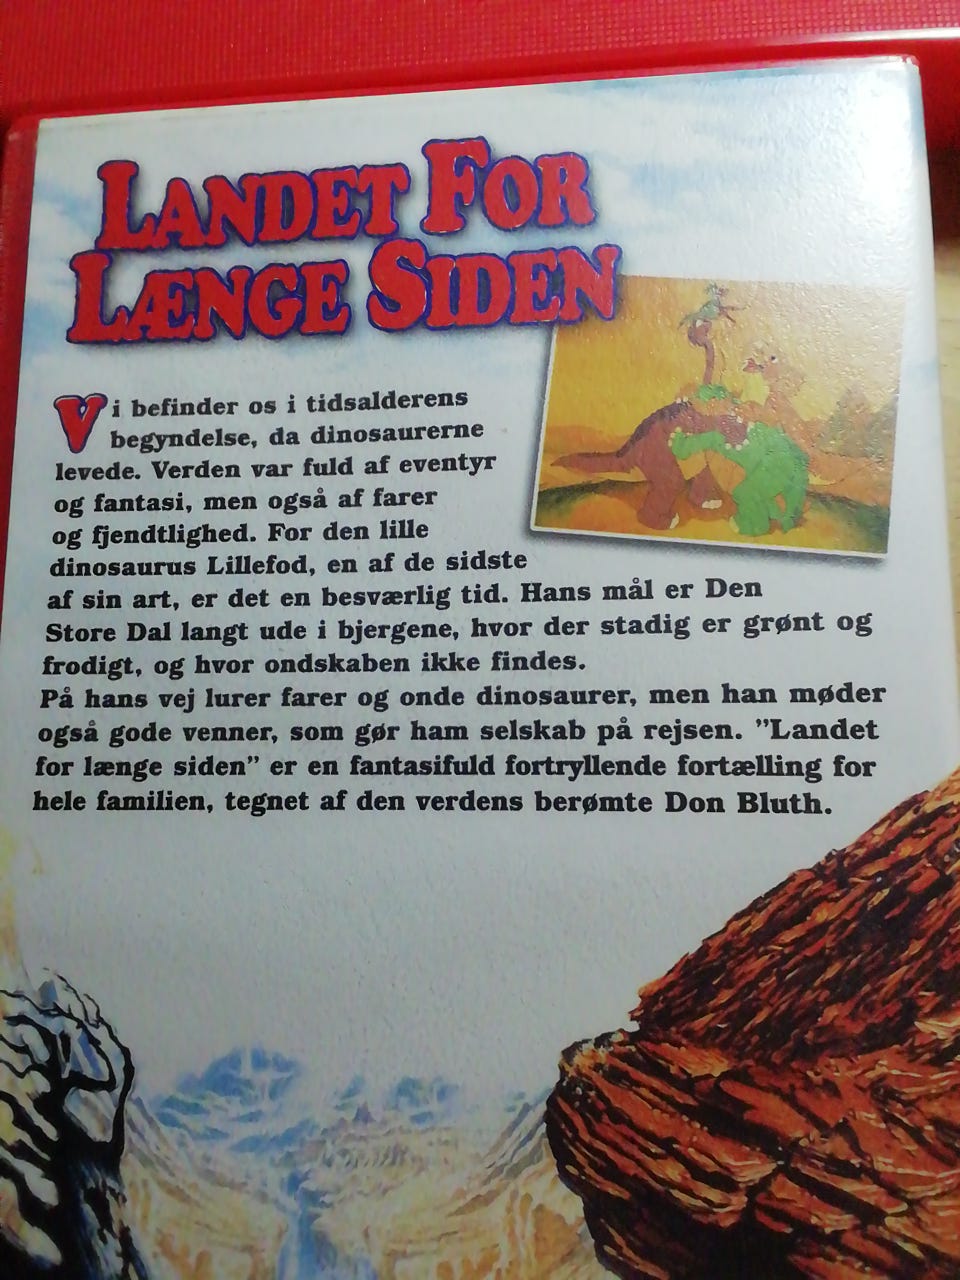 LANDET FOR
LÆNGE SIDEN
Vi befinder os i tidsalderens
begyndelse, da dinosaurerne
levede. Verden var fuld af eventyr
og fantasi, men også af farer
og fjendtlighed. For den lille
dinosaurus Lillefod, en af de sidste
af sin art, er det en besværlig tid. Hans mål er Den
Store Dal langt ude i bjergene, hvor der stadig er grønt og
frodigt, og hvor ondskaben ikke findes.
På hans vej lurer farer og onde dinosaurer, men han møder
også gode venner, som gør ham selskab på rejsen. ”Landet
for længe siden” er en fantasifuld fortryllende fortælling for
hele familien, tegnet af den verdens berømte Don Bluth.